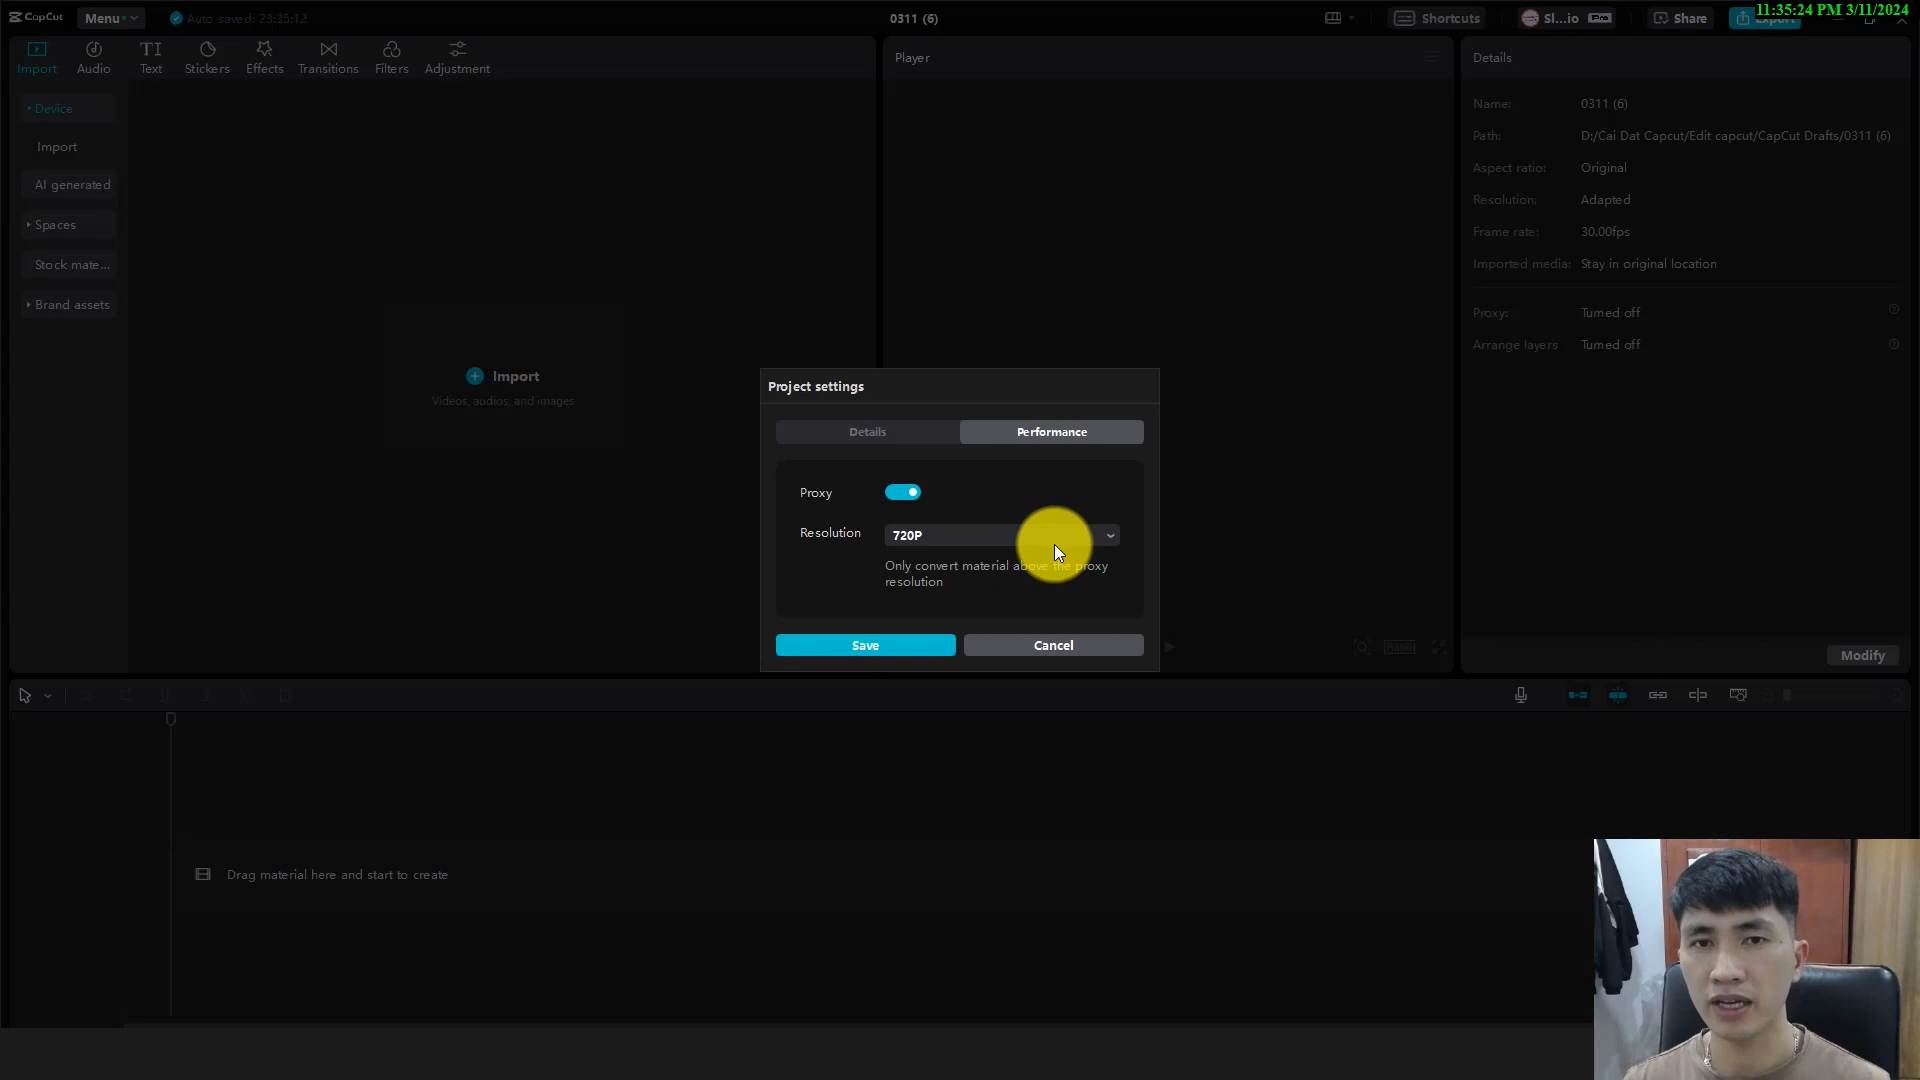 CapCut
Menu
Auto saved: 23:35:12
0311 (6)
Shortcuts
Sl...io
Pro
Share
Export
11:35:24 PM 3/11/2024
Import
Audio
TI
Text
Stickers
Effects
Transitions
Filters
Adjustment
Device
Import
AI generated
Spaces
Stock mate...
Brand assets
Import
Videos, audios, and images
Player
Details
Name: 0311 (6)
Path: D:/Cai Dat Capcut/Edit capcut/CapCut Drafts/0311 (6)
Aspect ratio: Original
Resolution: Adapted
Frame rate: 30.00fps
Imported media: Stay in original location
Proxy: Turned off
Arrange layers Turned off
Modify
Project settings
Details
Performance
Proxy
Resolution 720P
Only convert material above the proxy
resolution
Save
Cancel
Drag material here and start to create